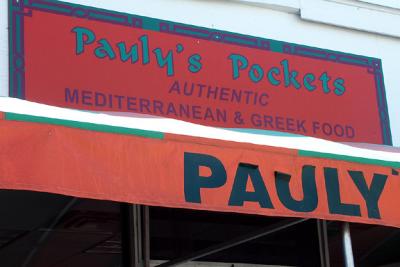 Pauly's Pockets
AUTHENTIC
MEDITERRANEAN & GREEK FOOD
PAULY'